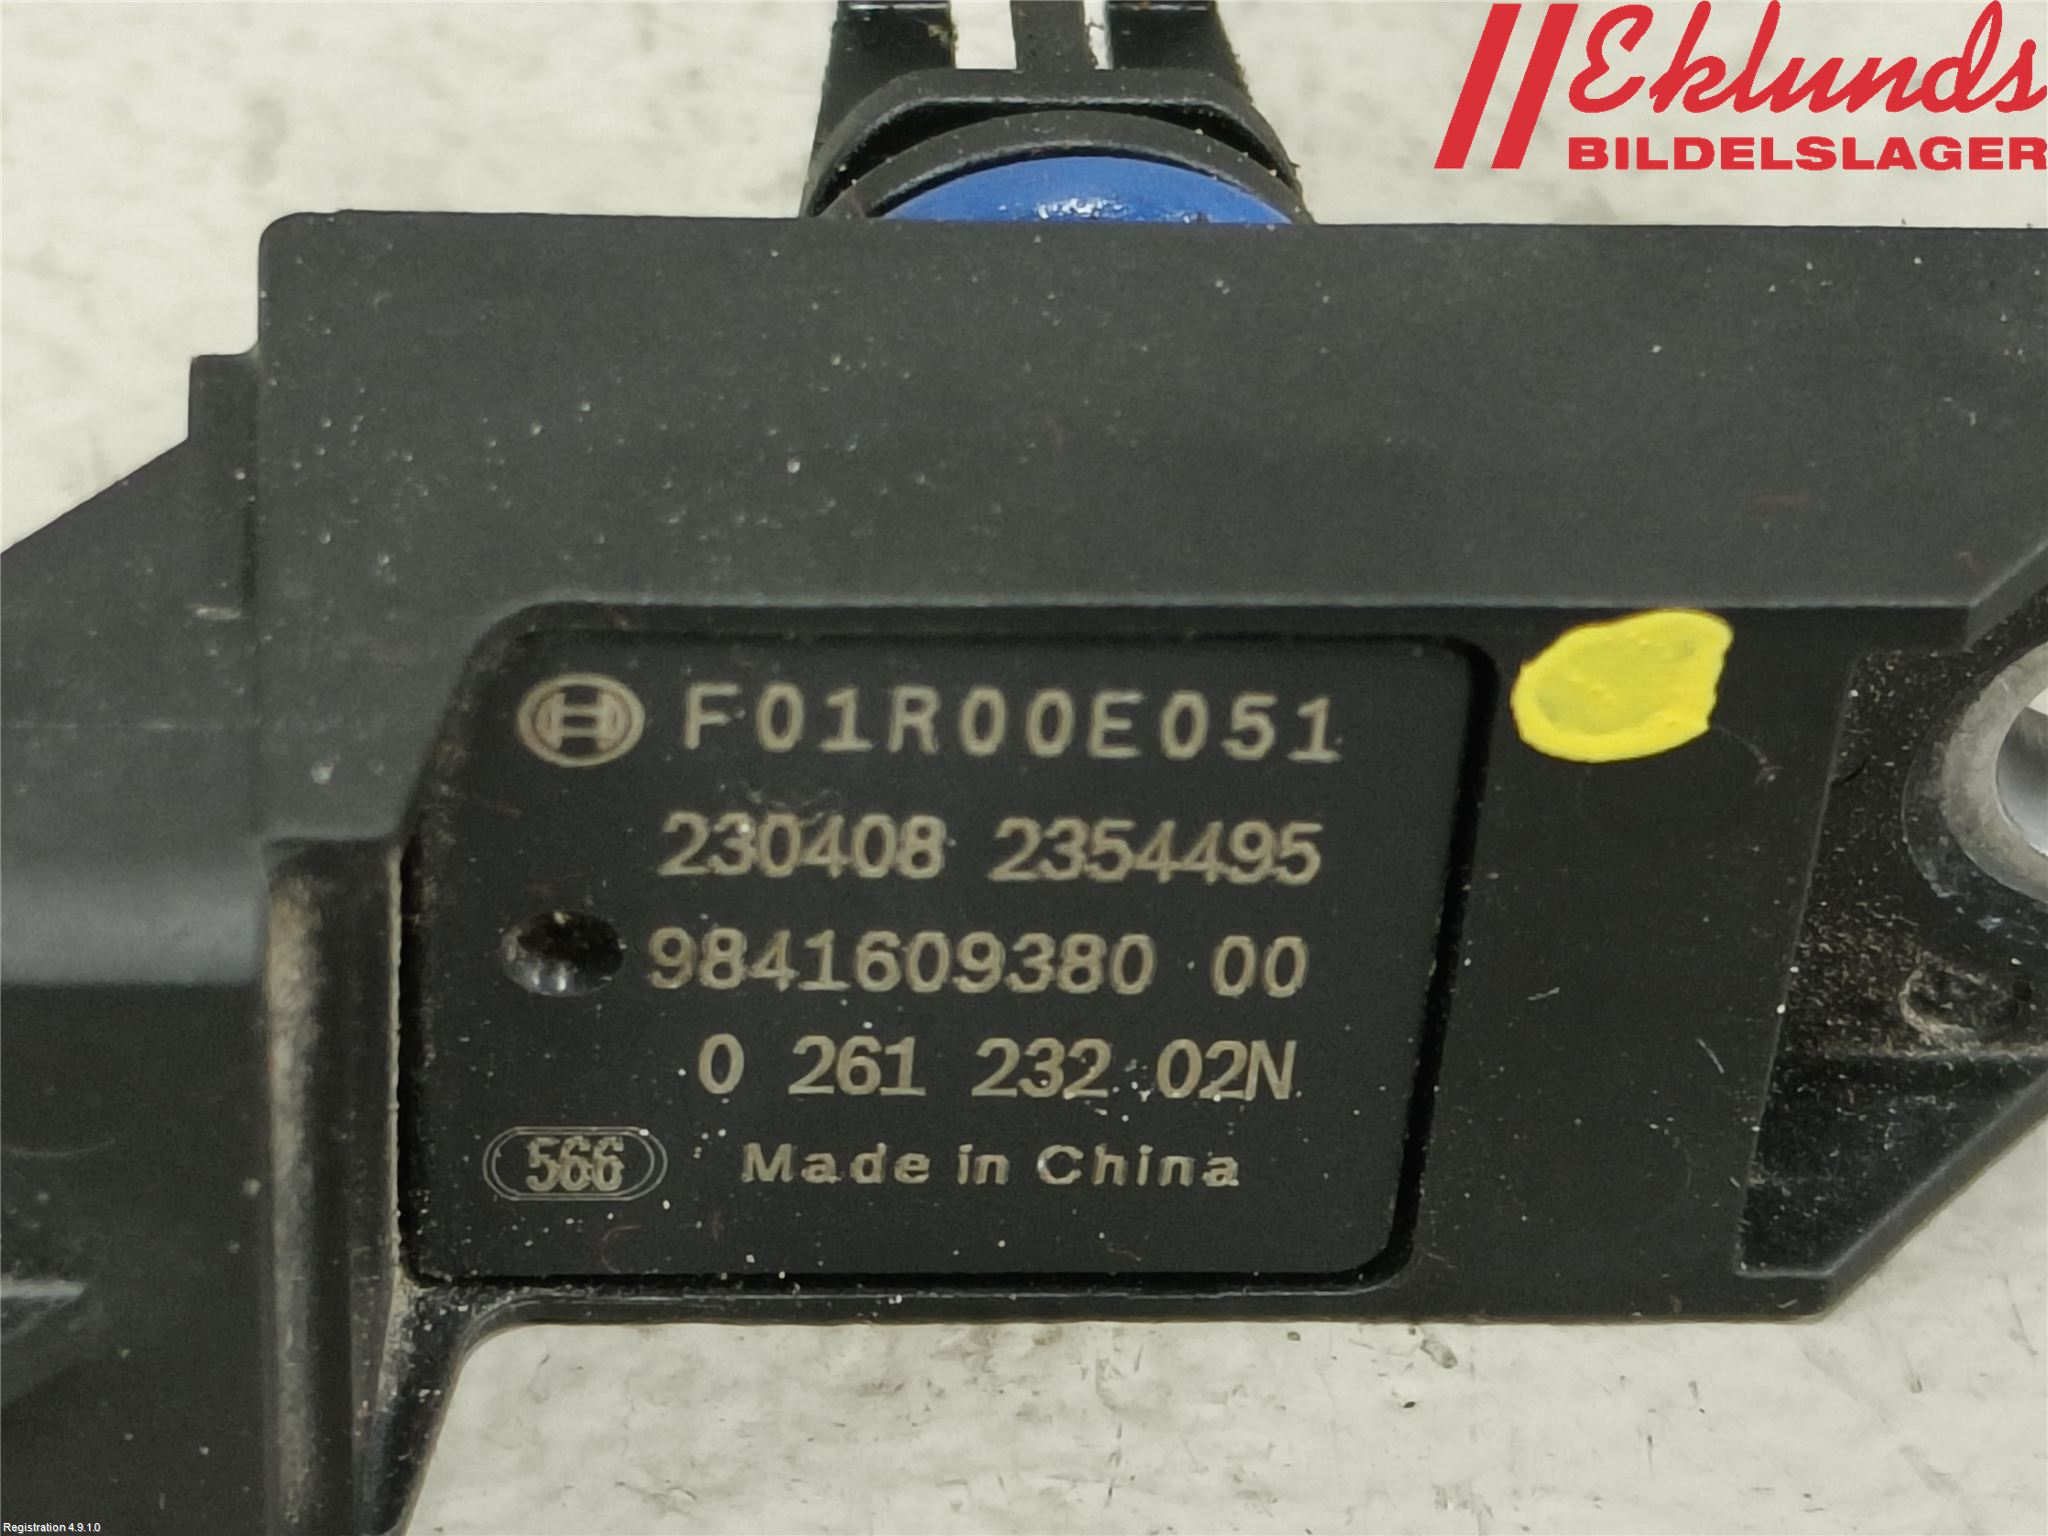 Eklunds
BILDELSLAGER
F01R00E051
230408 2354495
9841609380 00
0 261 232 02N
566 Made in China
Registration 4.9.1.0